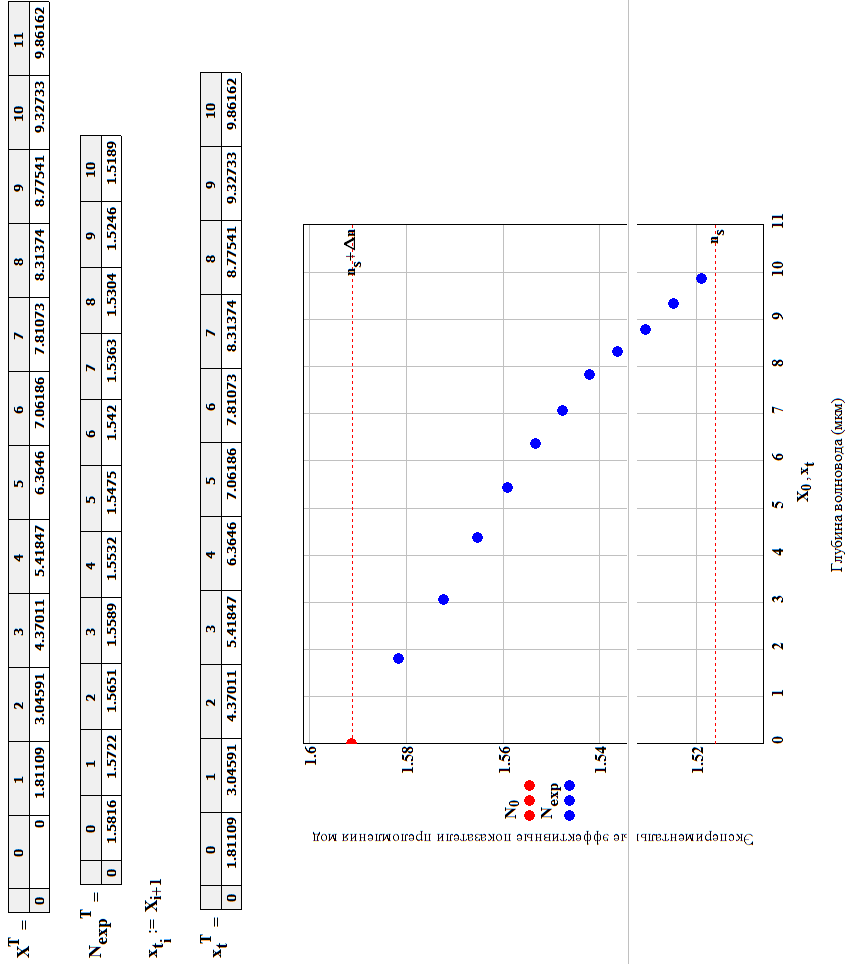 X^T =
0 1 2 3 4 5 6 7 8 9 10 11
0 0 1.81109 3.04591 4.37011 5.41847 6.3646 7.06186 7.81073 8.31374 8.77541 9.32733 9.86162
N_exp^T =
0 1 2 3 4 5 6 7 8 9 10
0 1.5816 1.5722 1.5651 1.5589 1.5532 1.5475 1.542 1.5363 1.5304 1.5246 1.5189
x_t_i := X_i+1
x_t^T =
0 1 2 3 4 5 6 7 8 9 10
0 1.81109 3.04591 4.37011 5.41847 6.3646 7.06186 7.81073 8.31374 8.77541 9.32733 9.86162
Экспериментальные эффективные показатели преломления мод
N_0
N_exp
1.6
1.58
1.56
1.54
1.52
n_s+Δn
n_s
0 1 2 3 4 5 6 7 8 9 10 11
X_0, x_t
Глубина волновода (мкм)